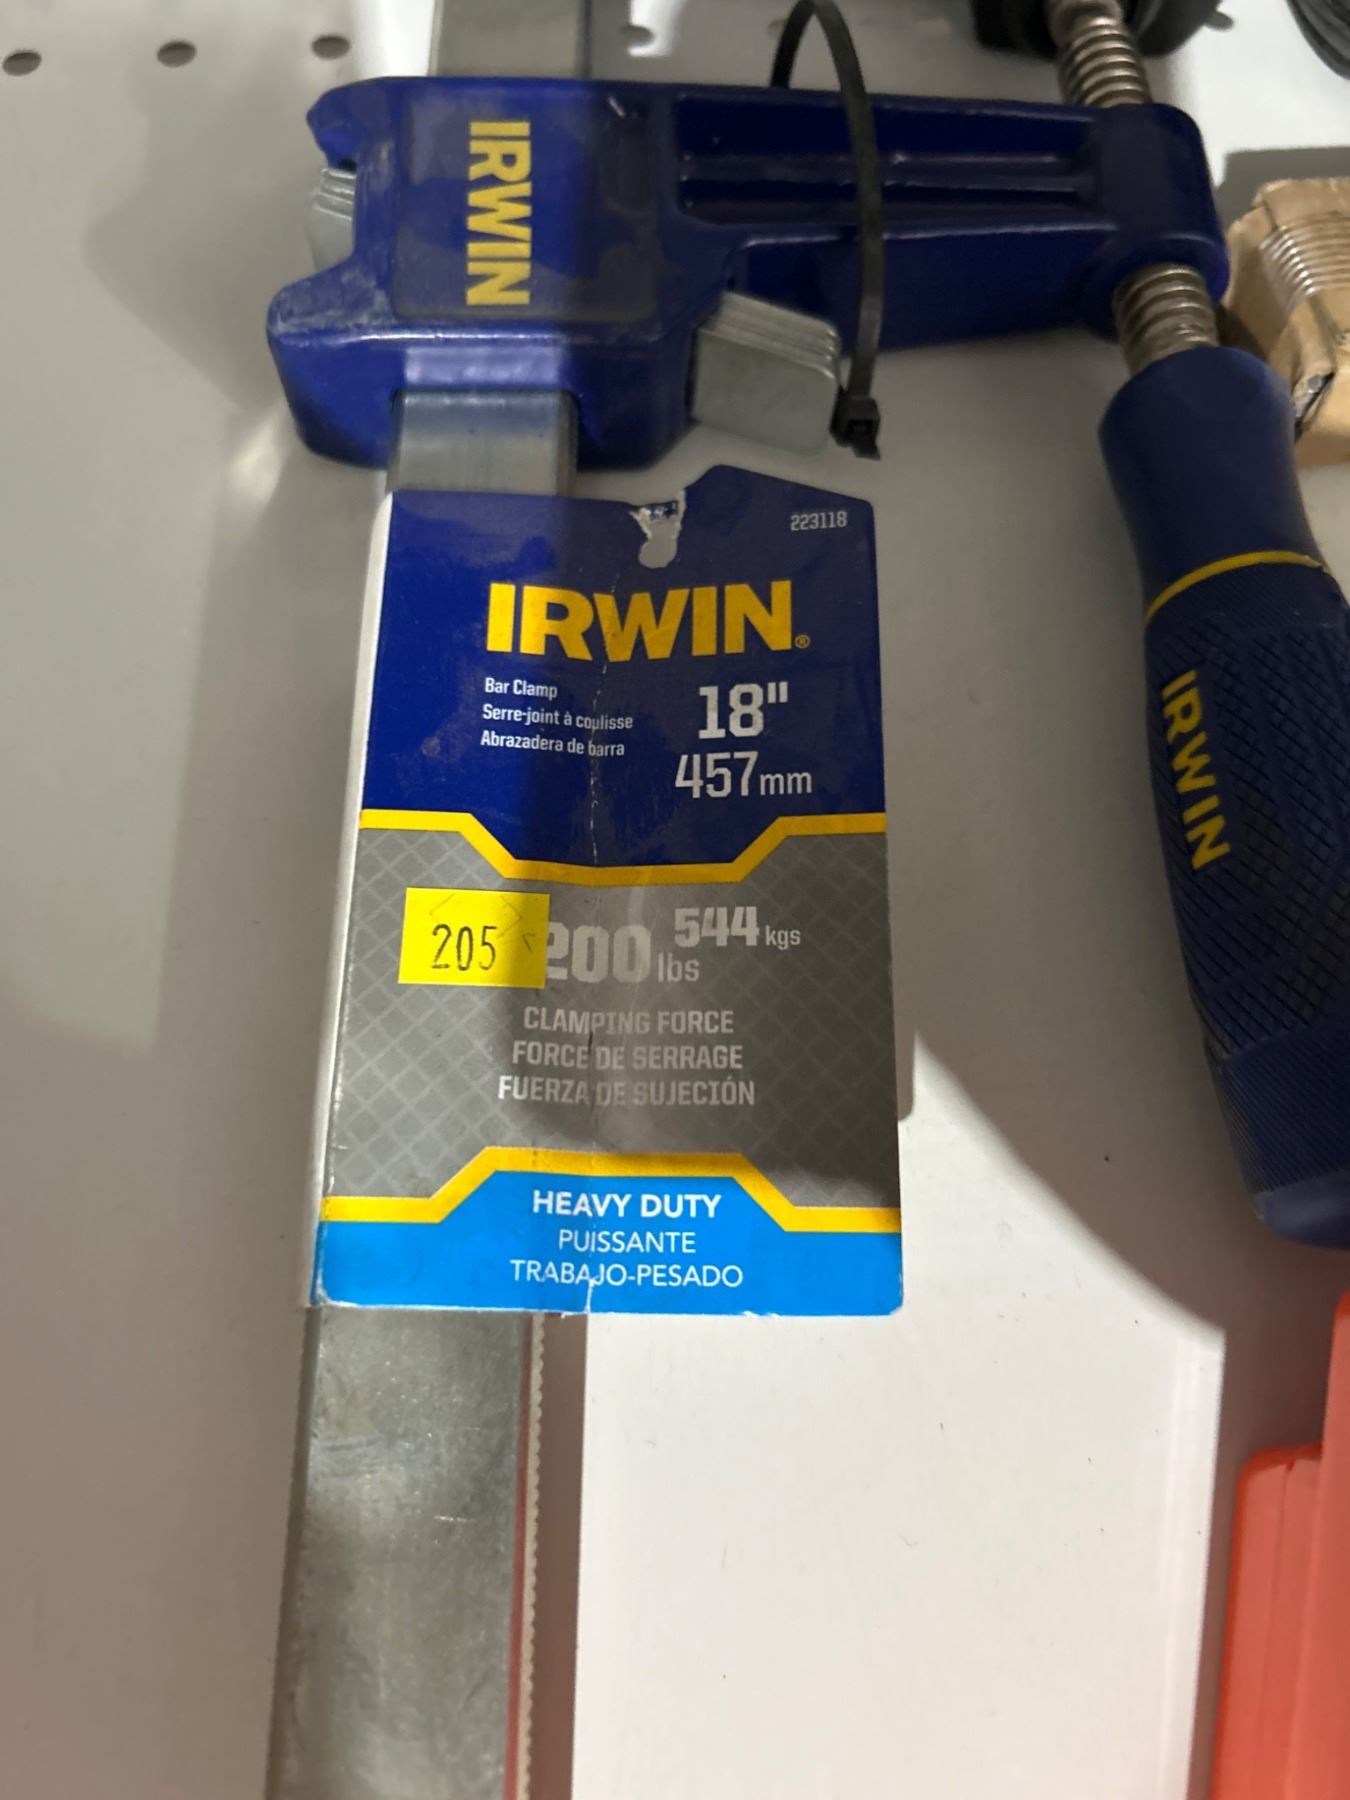 IRWIN
223118
IRWIN®
Bar Clamp
Serre-joint à coulisse
Abrazadera de barra
18"
457mm
IRWIN
205
200 lbs
544 kgs
CLAMPING FORCE
FORCE DE SERRAGE
FUERZA DE SUJECIÓN
HEAVY DUTY
PUISSANTE
TRABAJO-PESADO